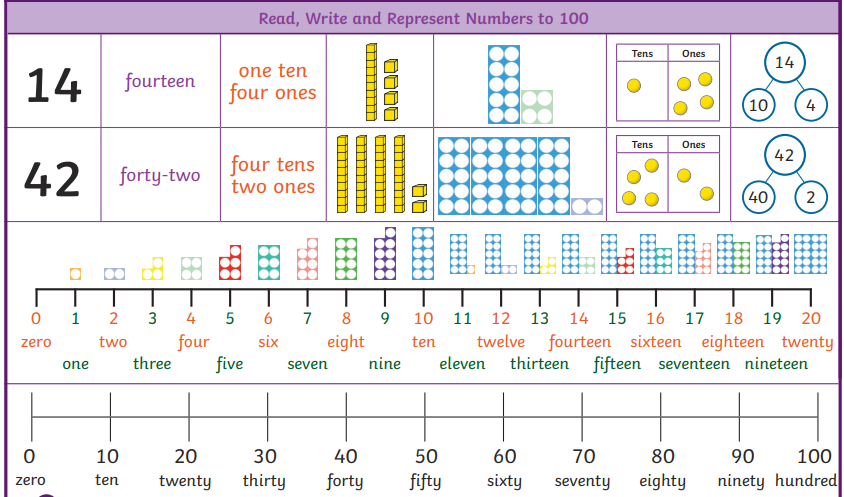 Read, Write and Represent Numbers to 100
14
fourteen
one ten
four ones
Tens Ones
14
10 4
42
forty-two
four tens
two ones
Tens Ones
42
40 2
0 1 2 3 4 5 6 7 8 9 10 11 12 13 14 15 16 17 18 19 20
zero two four six eight ten twelve fourteen sixteen eighteen twenty
one three five seven nine eleven thirteen fifteen seventeen nineteen
0 10 20 30 40 50 60 70 80 90 100
zero ten twenty thirty forty fifty sixty seventy eighty ninety hundred